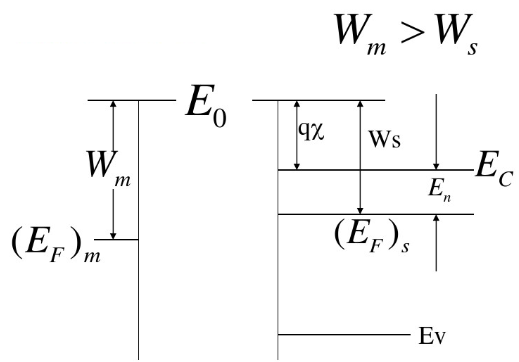 W_m > W_s
E_0
qχ
Ws
W_m
E_C
E_n
(E_F)_m
(E_F)_s
Ev